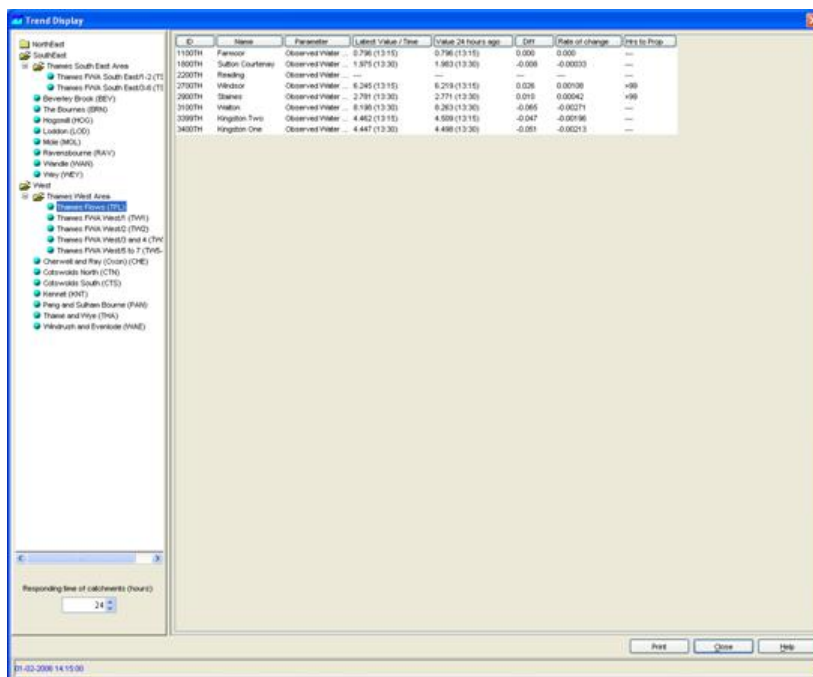 Trend Display
NorthEast
SouthEast
Thames South East Area
Thames FWA South East/1-2 (TS
Thames FWA South East/3-6 (TS
Beverley Brook (BEV)
The Bournes (BRN)
Hogsmill (HOG)
Loddon (LOD)
Mole (MOL)
Ravensbourne (RAV)
Wandle (WAN)
Wey (WEY)
West
Thames West Area
Thames Flows (TFL)
Thames FWA West/1 (TW1)
Thames FWA West/2 (TW2)
Thames FWA West/3 and 4 (TW
Thames FWA West/5 to 7 (TW5-
Cherwell and Ray (Oxon) (CHE)
Cotswolds North (CTN)
Cotswolds South (CTS)
Kennet (KNT)
Pang and Sulham Bourne (PAN)
Thame and Wye (THA)
Windrush and Evenlode (WAE)
Responding time of catchments (hours)
24
ID Name Parameter Latest Value / Time Value 24 hours ago Diff Rate of change Hrs to Prop
1100TH Farmoor Observed Water ... 0.796 (13:15) 0.796 (13:15) 0.000 0.000 ---
1800TH Sutton Courtenay Observed Water ... 1.975 (13:30) 1.983 (13:30) -0.008 -0.00033 ---
2200TH Reading Observed Water ... --- --- --- --- ---
2700TH Windsor Observed Water ... 6.245 (13:15) 6.219 (13:15) 0.026 0.00108 >99
2900TH Staines Observed Water ... 2.781 (13:30) 2.771 (13:30) 0.010 0.00042 >99
3100TH Walton Observed Water ... 8.198 (13:30) 8.263 (13:30) -0.065 -0.00271 ---
3399TH Kingston Two Observed Water ... 4.462 (13:15) 4.509 (13:15) -0.047 -0.00196 ---
3400TH Kingston One Observed Water ... 4.447 (13:30) 4.498 (13:30) -0.051 -0.00213 ---
Print Close Help
01-02-2006 14:15:00